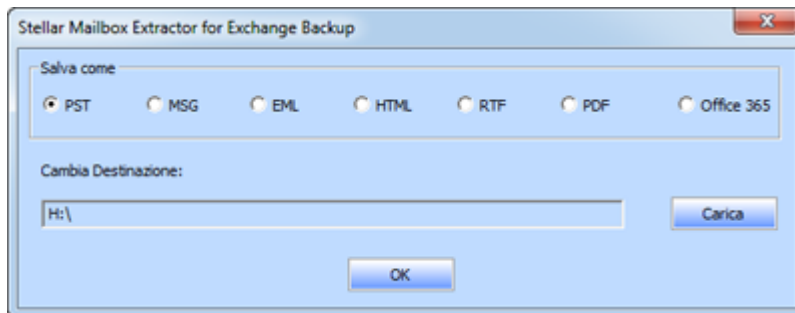 Stellar Mailbox Extractor for Exchange Backup
Salva come
PST MSG EML HTML RTF PDF Office 365
Cambia Destinazione:
H:\ Carica
OK